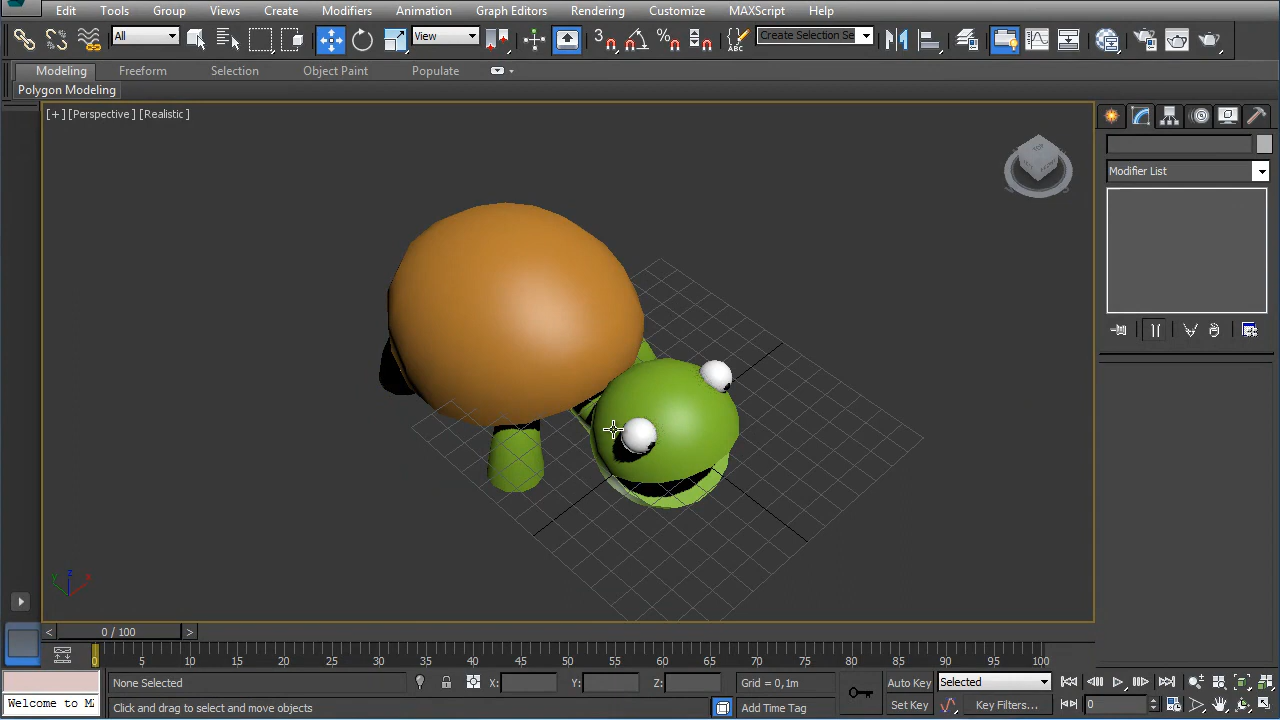 Edit Tools Group Views Create Modifiers Animation Graph Editors Rendering Customize MAXScript Help
All View Create Selection Se
Modeling Freeform Selection Object Paint Populate
Polygon Modeling
[+] [Perspective] [Realistic]
Modifier List
y z x
< 0 / 100 >
0 5 10 15 20 25 30 35 40 45 50 55 60 65 70 75 80 85 90 95 100
None Selected X: Y: Z: Grid = 0,1m Auto Key Selected
Welcome to M
Click and drag to select and move objects Add Time Tag Set Key Key Filters... 0